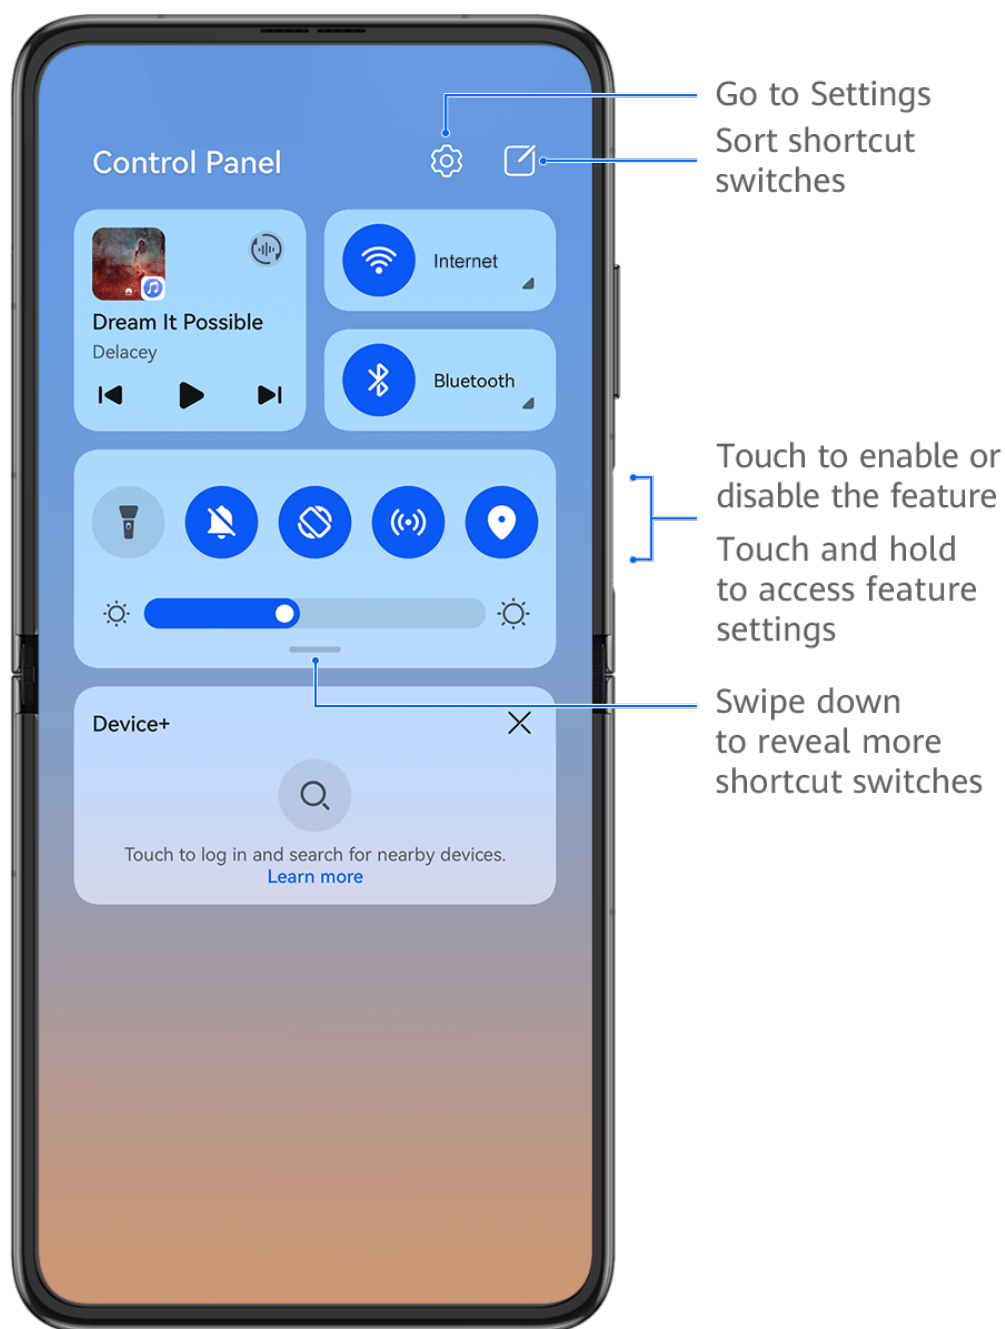 Go to Settings
Sort shortcut
switches
Control Panel
Internet
Dream It Possible
Delacey
Bluetooth
Touch to enable or
disable the feature
Touch and hold
to access feature
settings
Swipe down
to reveal more
shortcut switches
Device+
Touch to log in and search for nearby devices.
Learn more